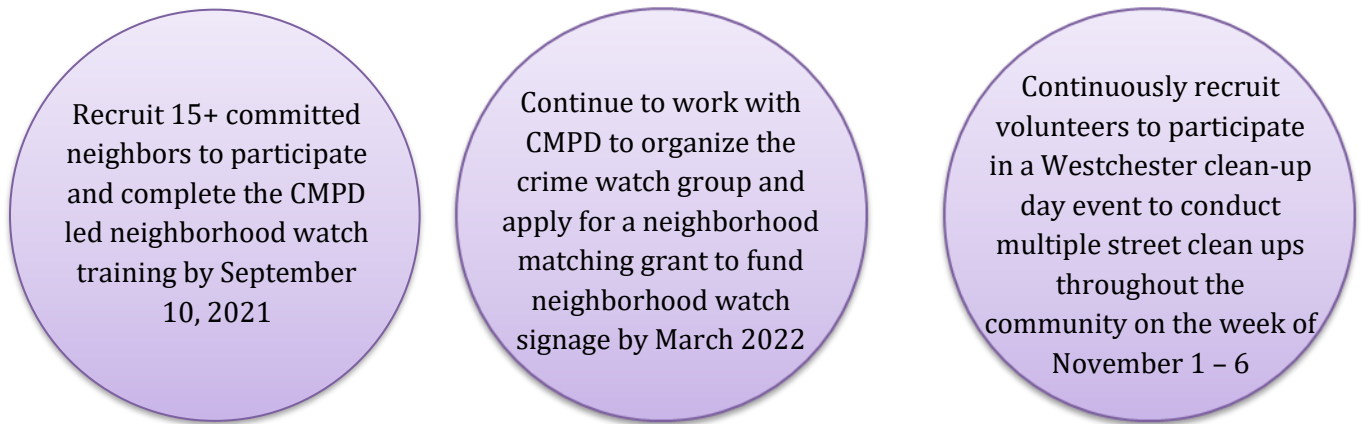 Recruit 15+ committed
neighbors to participate
and complete the CMPD
led neighborhood watch
training by September
10, 2021
Continue to work with
CMPD to organize the
crime watch group and
apply for a neighborhood
matching grant to fund
neighborhood watch
signage by March 2022
Continuously recruit
volunteers to participate
in a Westchester clean-up
day event to conduct
multiple street clean ups
throughout the
community on the week of
November 1 – 6